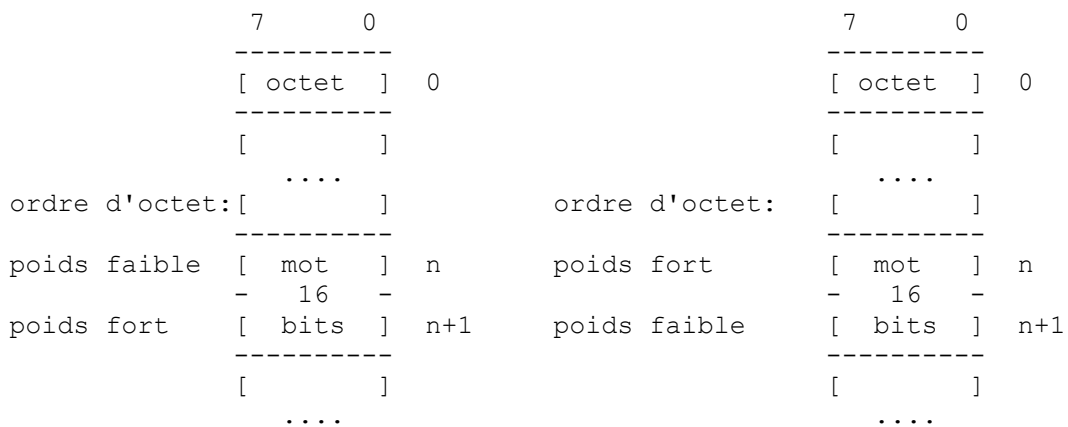 7 0 7 0
---------- ----------
[ octet ] 0 [ octet ] 0
---------- ----------
[ ] [ ]
.... ....
ordre d'octet:[ ] ordre d'octet: [ ]
---------- ----------
poids faible [ mot ] n poids fort [ mot ] n
- 16 - - 16 -
poids fort [ bits ] n+1 poids faible [ bits ] n+1
---------- ----------
[ ] [ ]
.... ....